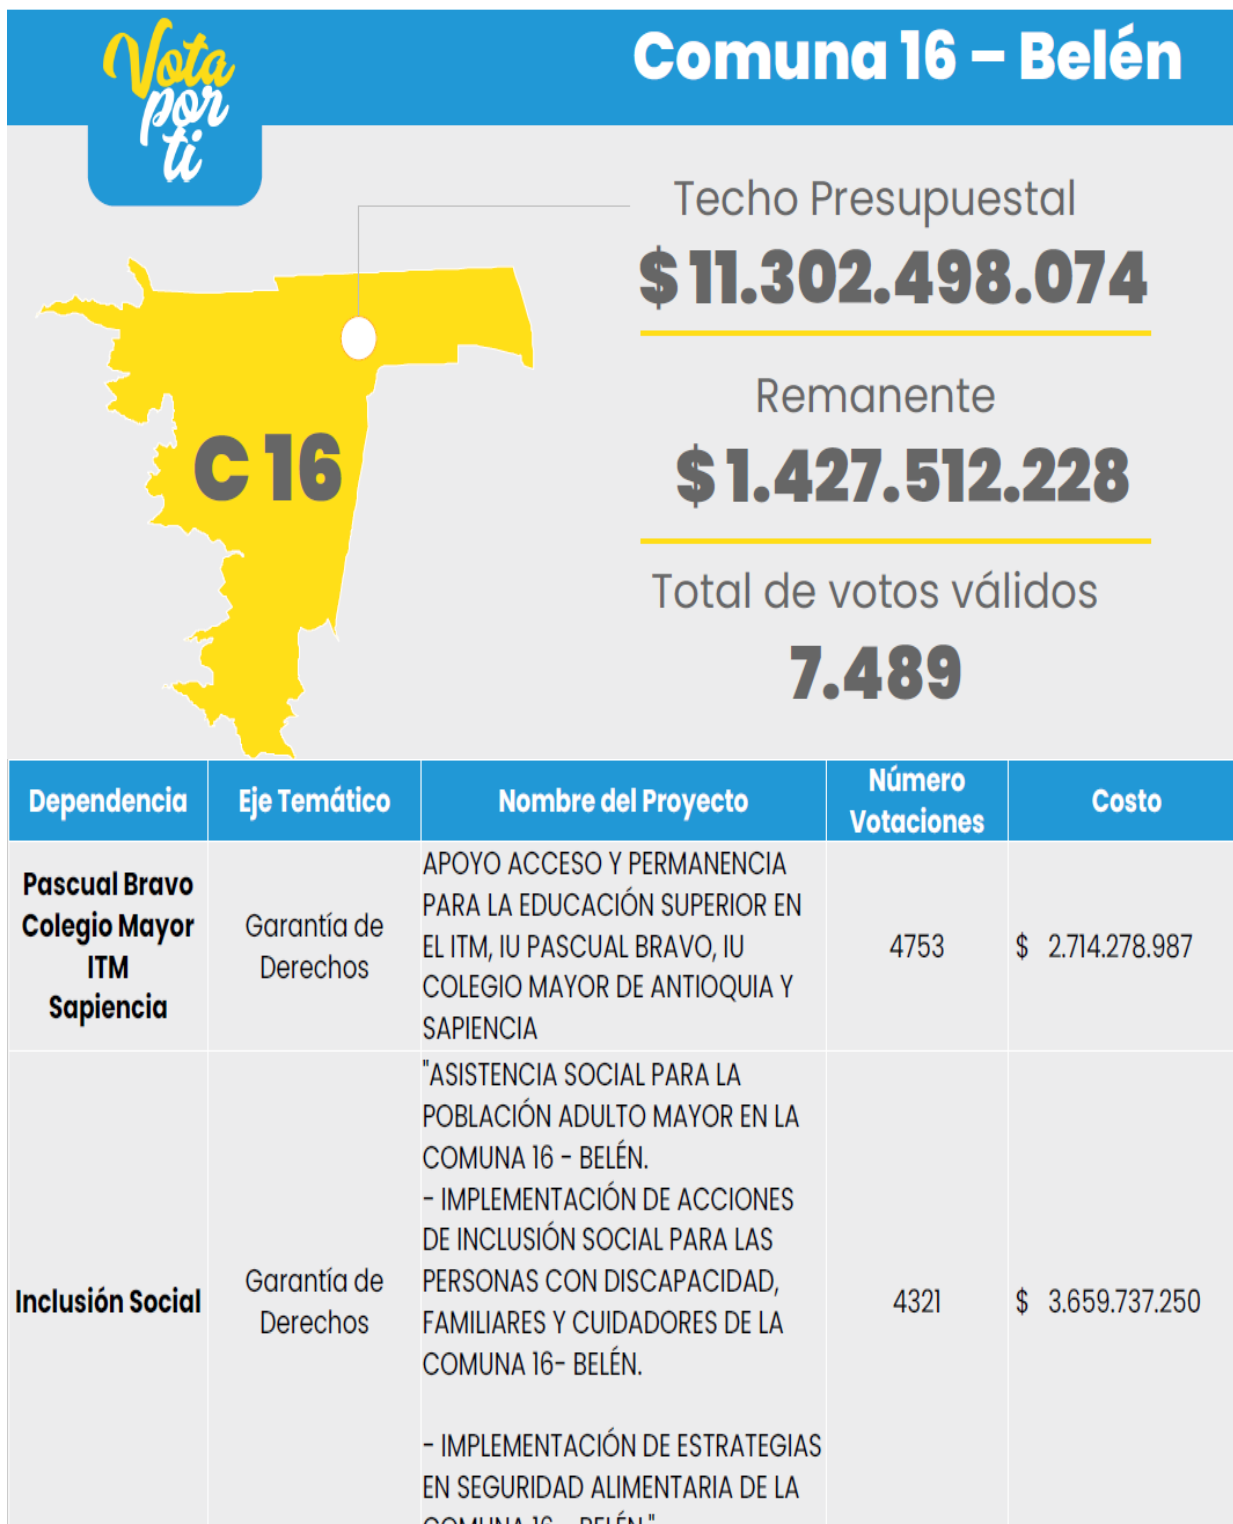 Vota
por
ti
Comuna 16 – Belén
Techo Presupuestal
$ 11.302.498.074
Remanente
$ 1.427.512.228
Total de votos válidos
7.489
C 16
Dependencia Eje Temático Nombre del Proyecto Número Votaciones Costo
Pascual Bravo
Colegio Mayor
ITM
Sapiencia
Garantía de
Derechos
APOYO ACCESO Y PERMANENCIA
PARA LA EDUCACIÓN SUPERIOR EN
EL ITM, IU PASCUAL BRAVO, IU
COLEGIO MAYOR DE ANTIOQUIA Y
SAPIENCIA
4753
$ 2.714.278.987
Inclusión Social
Garantía de
Derechos
"ASISTENCIA SOCIAL PARA LA
POBLACIÓN ADULTO MAYOR EN LA
COMUNA 16 - BELÉN.
- IMPLEMENTACIÓN DE ACCIONES
DE INCLUSIÓN SOCIAL PARA LAS
PERSONAS CON DISCAPACIDAD,
FAMILIARES Y CUIDADORES DE LA
COMUNA 16- BELÉN.
- IMPLEMENTACIÓN DE ESTRATEGIAS
EN SEGURIDAD ALIMENTARIA DE LA
COMUNA 16 - BELÉN."
4321
$ 3.659.737.250